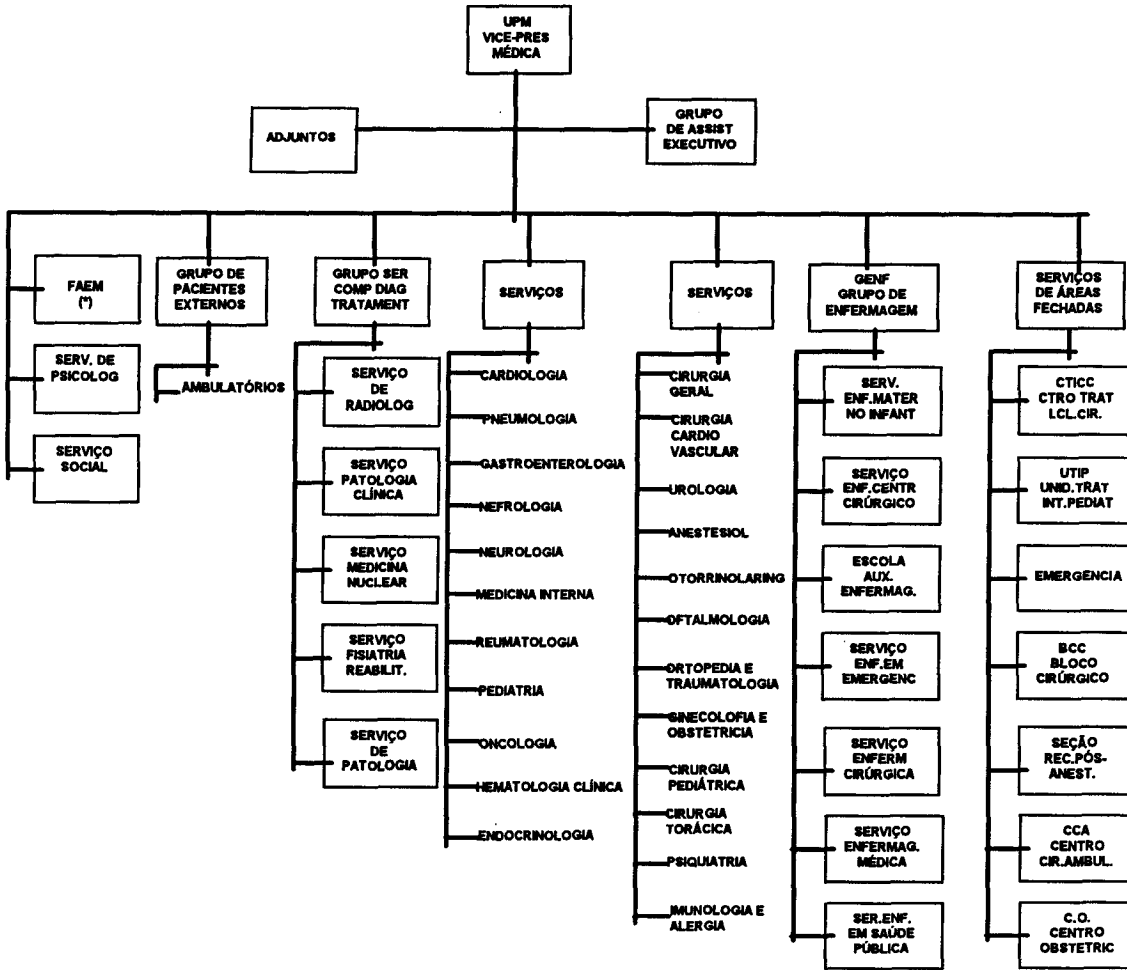 UPM
VICE-PRES
MÉDICA
ADJUNTOS
GRUPO
DE ASSIST
EXECUTIVO
FAEM
(*)
SERV. DE
PSICOLOG
SERVIÇO
SOCIAL
GRUPO DE
PACIENTES
EXTERNOS
AMBULATÓRIOS
GRUPO SER
COMP DIAG
TRATAMENT
SERVIÇO
DE
RADIOLOG
SERVIÇO
PATOLOGIA
CLÍNICA
SERVIÇO
MEDICINA
NUCLEAR
SERVIÇO
FISIATRIA
REABILIT.
SERVIÇO
DE
PATOLOGIA
SERVIÇOS
CARDIOLOGIA
PNEUMOLOGIA
GASTROENTEROLOGIA
NEFROLOGIA
NEUROLOGIA
MEDICINA INTERNA
REUMATOLOGIA
PEDIATRIA
ONCOLOGIA
HEMATOLOGIA CLÍNICA
ENDOCRINOLOGIA
SERVIÇOS
CIRURGIA
GERAL
CIRURGIA
CARDIO
VASCULAR
UROLOGIA
ANESTESIOL
OTORRINOLARING
OFTALMOLOGIA
ORTOPEDIA E
TRAUMATOLOGIA
GINECOLOFIA E
OBSTETRICIA
CIRURGIA
PEDIÁTRICA
CIRURGIA
TORÁCICA
PSIQUIATRIA
IMUNOLOGIA E
ALERGIA
GENF
GRUPO DE
ENFERMAGEM
SERV.
ENF.MATER
NO INFANT
SERVIÇO
ENF.CENTR
CIRÚRGICO
ESCOLA
AUX.
ENFERMAG.
SERVIÇO
ENF.EM
EMERGENC
SERVIÇO
ENFERM
CIRÚRGICA
SERVIÇO
ENFERMAG.
MÉDICA
SER.ENF.
EM SAÚDE
PÚBLICA
SERVIÇOS
DE ÁREAS
FECHADAS
CTICC
CTRO TRAT
LCL.CIR.
UTIP
UNID.TRAT
INT.PEDIAT
EMERGENCIA
BCC
BLOCO
CIRÚRGICO
SEÇÃO
REC.PÓS-
ANEST.
CCA
CENTRO
CIR.AMBUL.
C.O.
CENTRO
OBSTETRIC